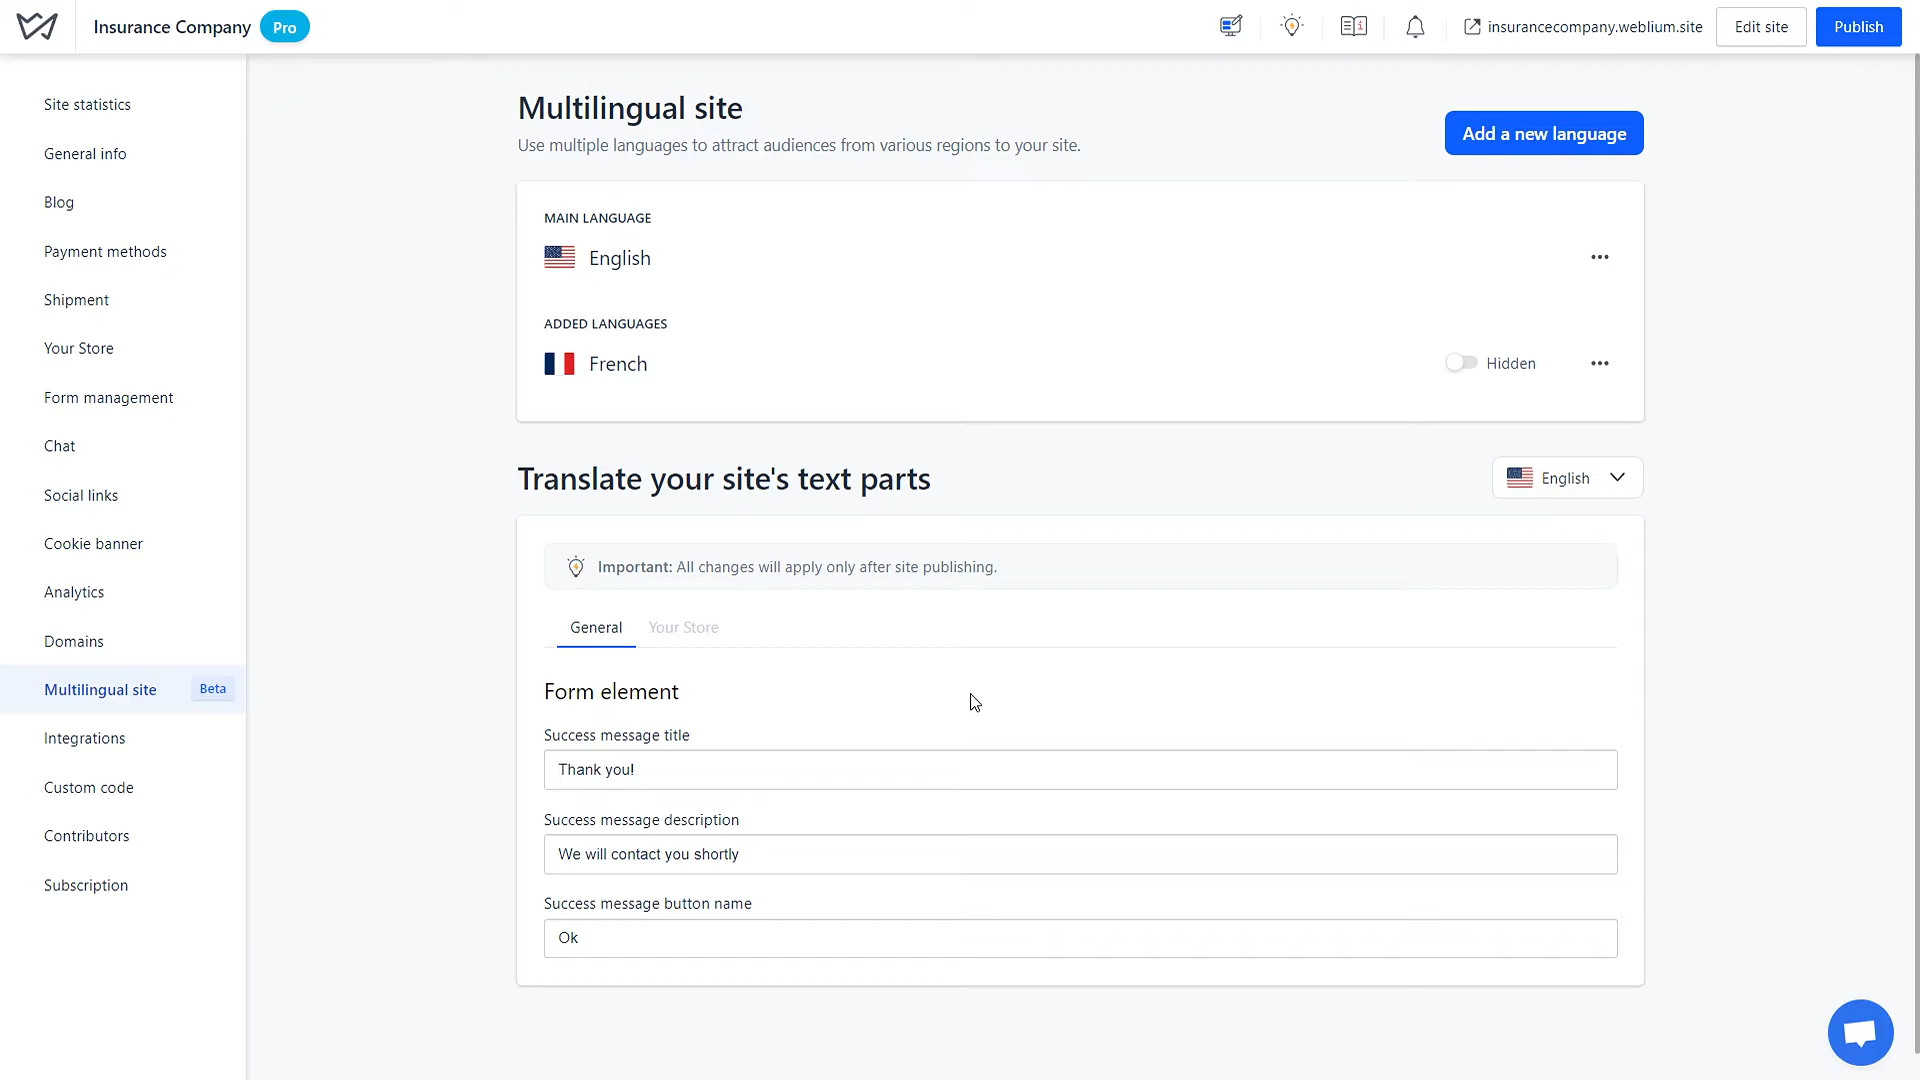 Insurance Company Pro
insurancecompany.weblium.site Edit site Publish
Site statistics
General info
Blog
Payment methods
Shipment
Your Store
Form management
Chat
Social links
Cookie banner
Analytics
Domains
Multilingual site Beta
Integrations
Custom code
Contributors
Subscription
Multilingual site
Use multiple languages to attract audiences from various regions to your site.
Add a new language
MAIN LANGUAGE
English
ADDED LANGUAGES
French Hidden
Translate your site's text parts
English
Important: All changes will apply only after site publishing.
General Your Store
Form element
Success message title
Thank you!
Success message description
We will contact you shortly
Success message button name
Ok